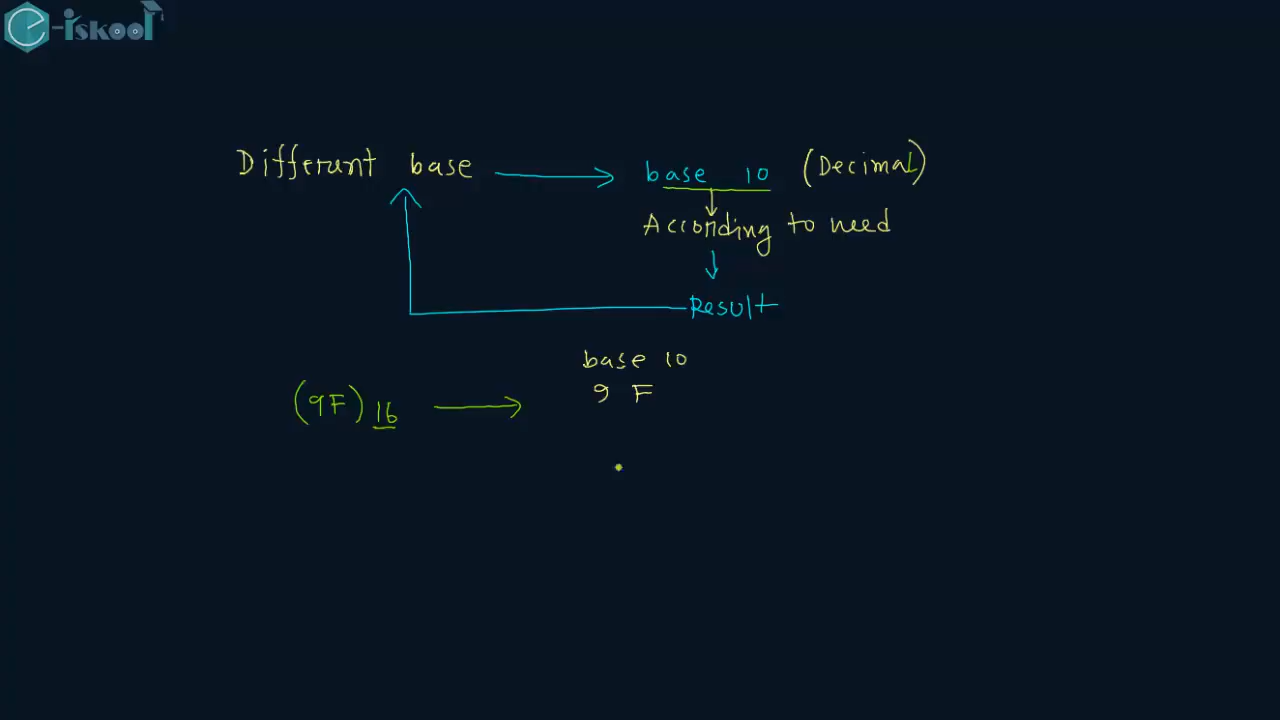 e-iskool
Different base → base 10 (Decimal)
According to need
Result
base 10
(9F)16 → 9 F